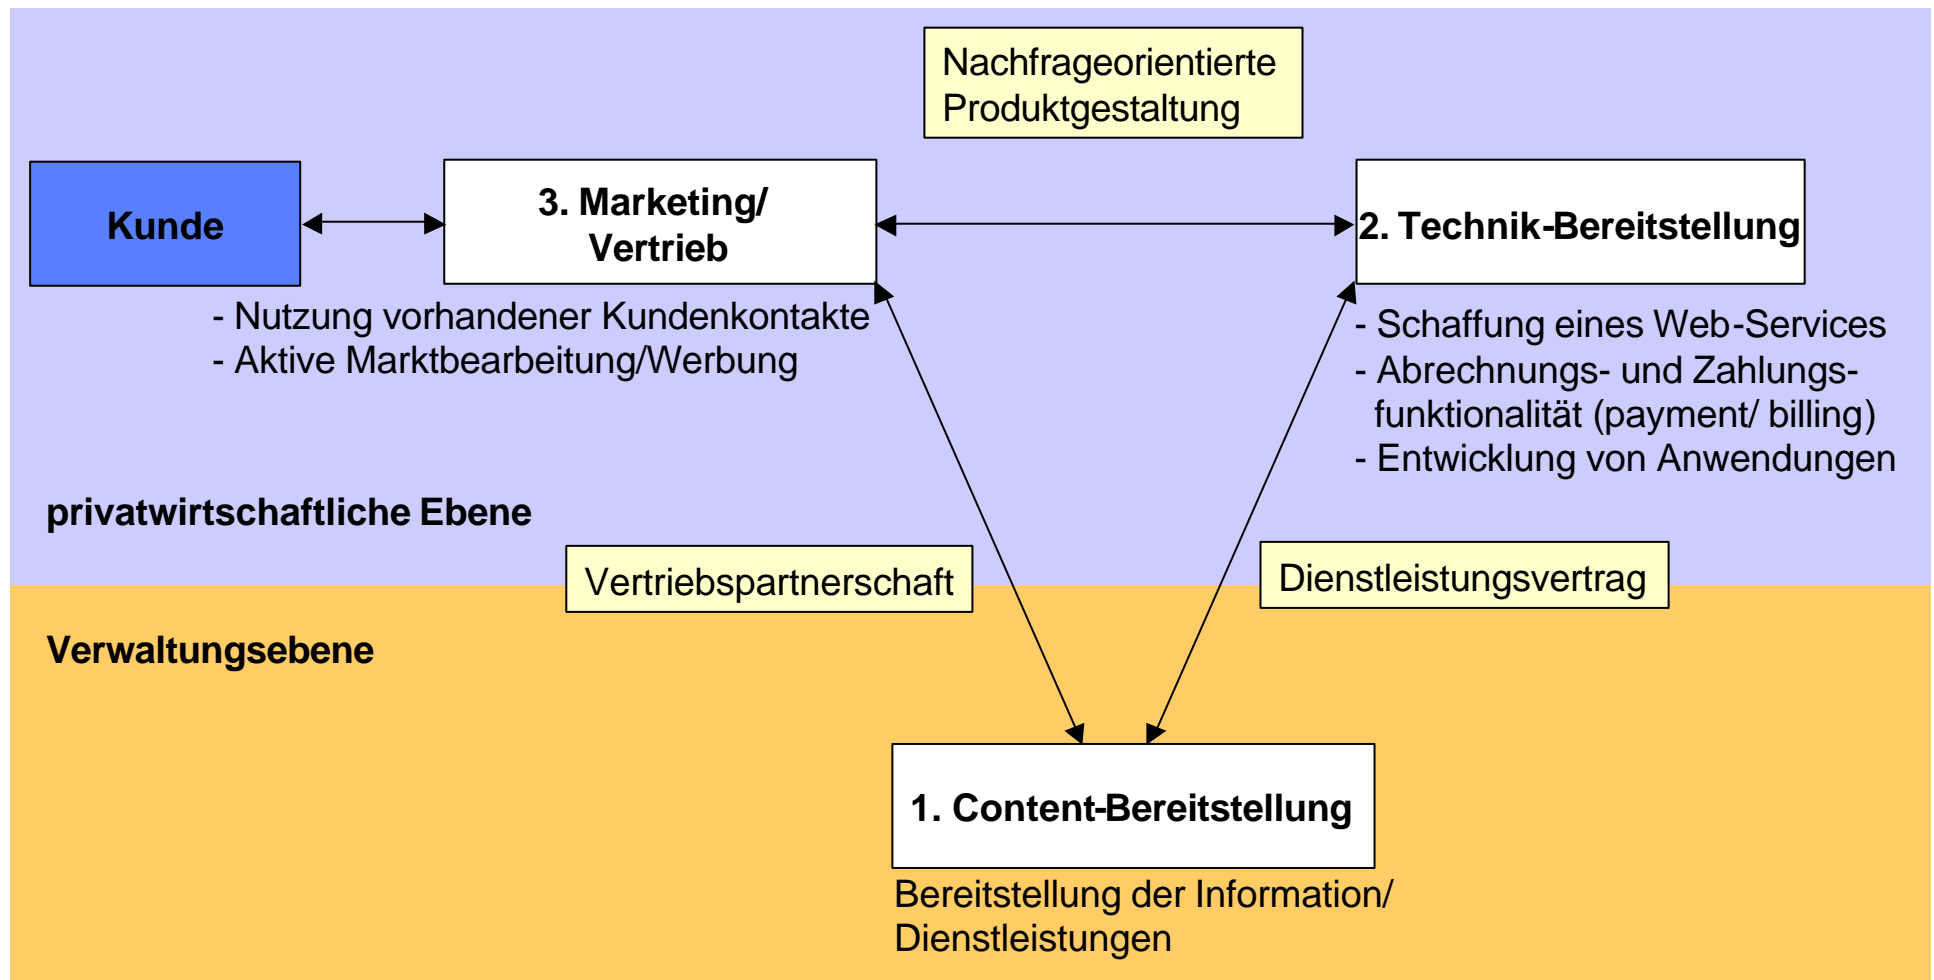 Nachfrageorientierte
Produktgestaltung
Kunde
3. Marketing/
Vertrieb
2. Technik-Bereitstellung
- Nutzung vorhandener Kundenkontakte
- Aktive Marktbearbeitung/Werbung
- Schaffung eines Web-Services
- Abrechnungs- und Zahlungs-
funktionalität (payment/ billing)
- Entwicklung von Anwendungen
privatwirtschaftliche Ebene
Vertriebspartnerschaft
Dienstleistungsvertrag
Verwaltungsebene
1. Content-Bereitstellung
Bereitstellung der Information/
Dienstleistungen